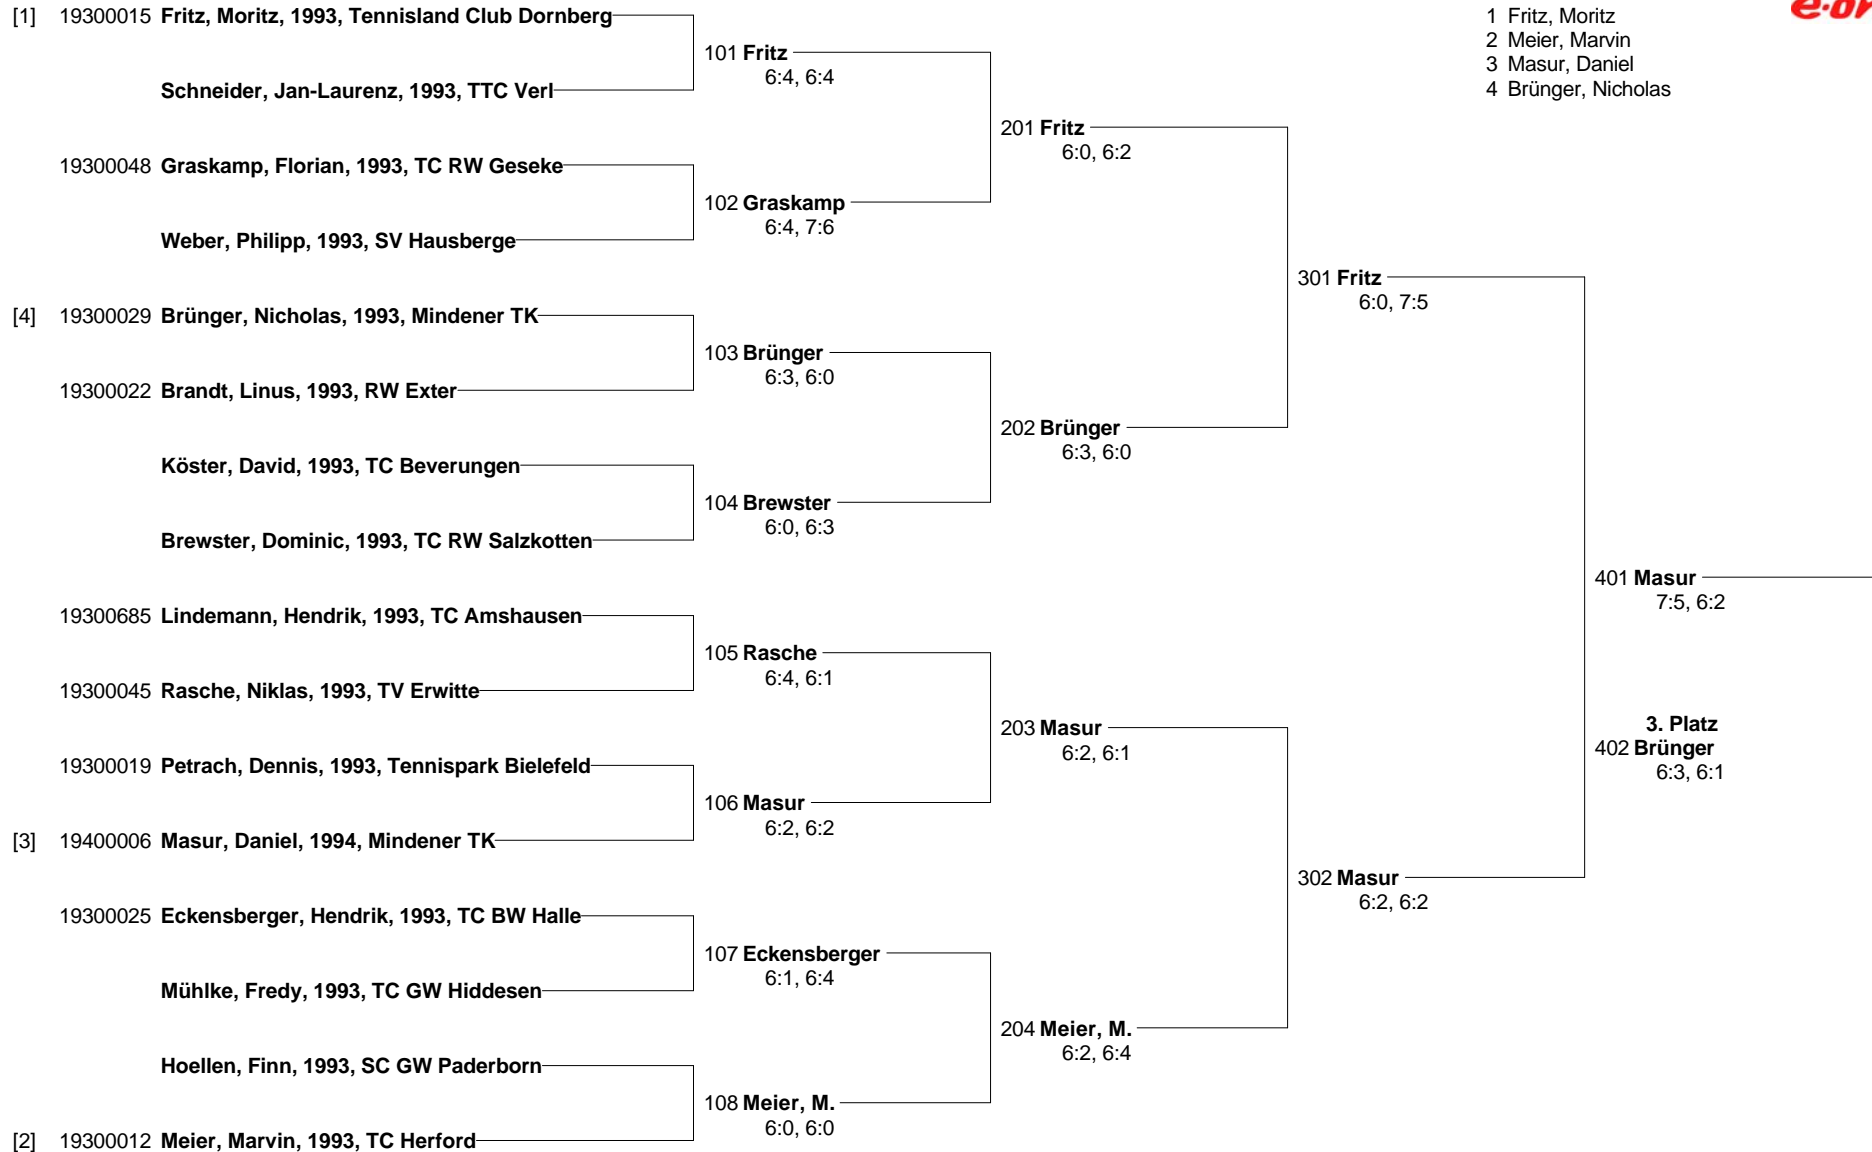 [1] 19300015 Fritz, Moritz, 1993, Tennisland Club Dornberg
Schneider, Jan-Laurenz, 1993, TTC Verl
19300048 Graskamp, Florian, 1993, TC RW Geseke
Weber, Philipp, 1993, SV Hausberge
[4] 19300029 Brünger, Nicholas, 1993, Mindener TK
19300022 Brandt, Linus, 1993, RW Exter
Köster, David, 1993, TC Beverungen
Brewster, Dominic, 1993, TC RW Salzkotten
19300685 Lindemann, Hendrik, 1993, TC Amshausen
19300045 Rasche, Niklas, 1993, TV Erwitte
19300019 Petrach, Dennis, 1993, Tennispark Bielefeld
[3] 19400006 Masur, Daniel, 1994, Mindener TK
19300025 Eckensberger, Hendrik, 1993, TC BW Halle
Mühlke, Fredy, 1993, TC GW Hiddesen
Hoellen, Finn, 1993, SC GW Paderborn
[2] 19300012 Meier, Marvin, 1993, TC Herford
101 Fritz
6:4, 6:4
102 Graskamp
6:4, 7:6
103 Brünger
6:3, 6:0
104 Brewster
6:0, 6:3
105 Rasche
6:4, 6:1
106 Masur
6:2, 6:2
107 Eckensberger
6:1, 6:4
108 Meier, M.
6:0, 6:0
201 Fritz
6:0, 6:2
202 Brünger
6:3, 6:0
203 Masur
6:2, 6:1
204 Meier, M.
6:2, 6:4
301 Fritz
6:0, 7:5
302 Masur
6:2, 6:2
401 Masur
7:5, 6:2
3. Platz
402 Brünger
6:3, 6:1
1 Fritz, Moritz
2 Meier, Marvin
3 Masur, Daniel
4 Brünger, Nicholas